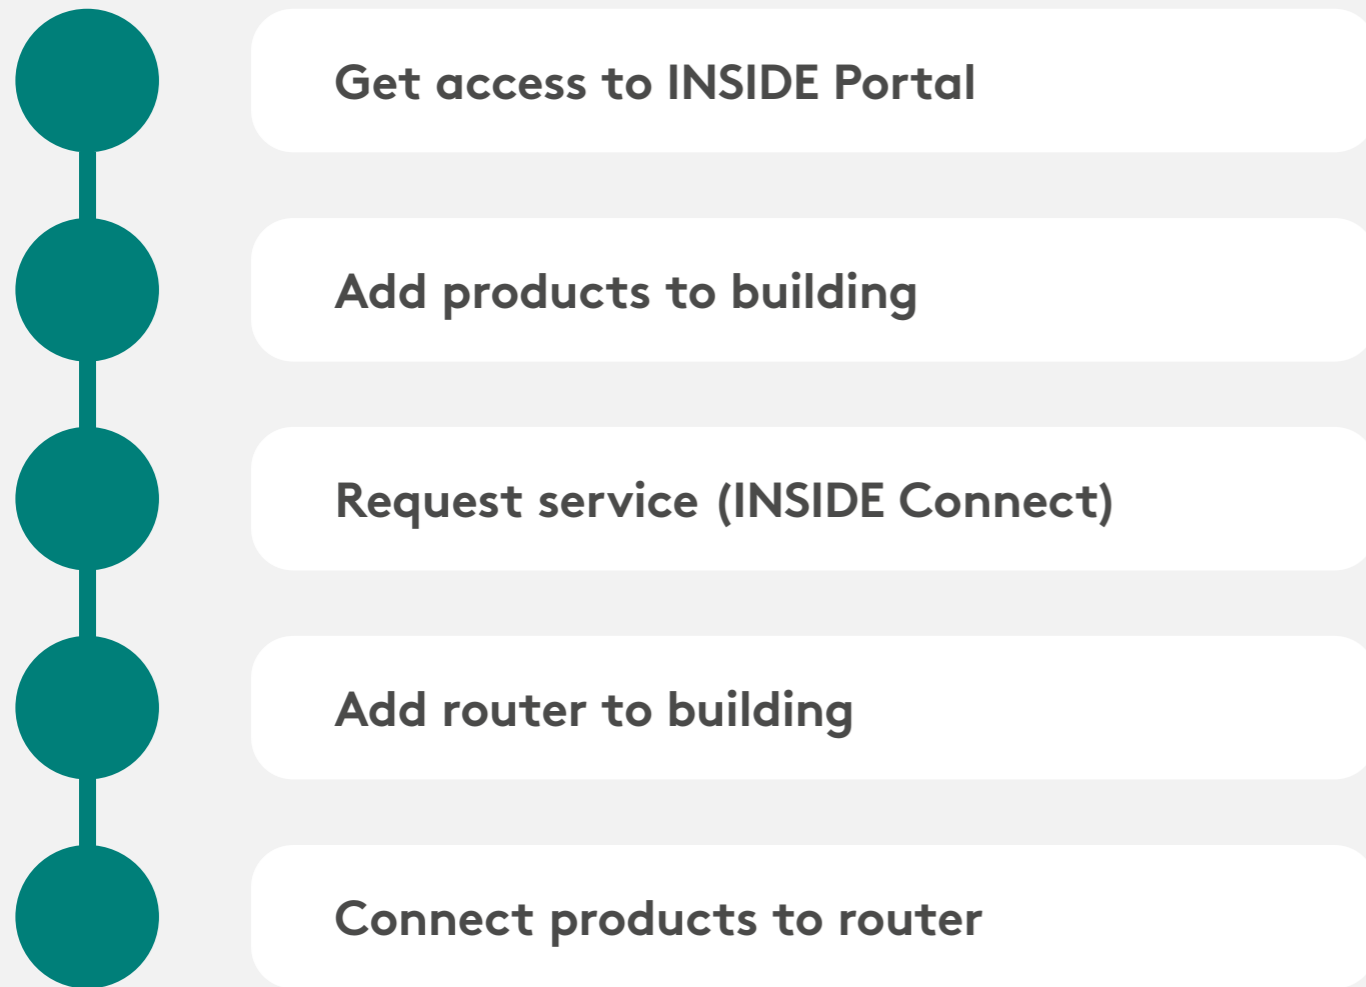 Get access to INSIDE Portal
Add products to building
Request service (INSIDE Connect)
Add router to building
Connect products to router